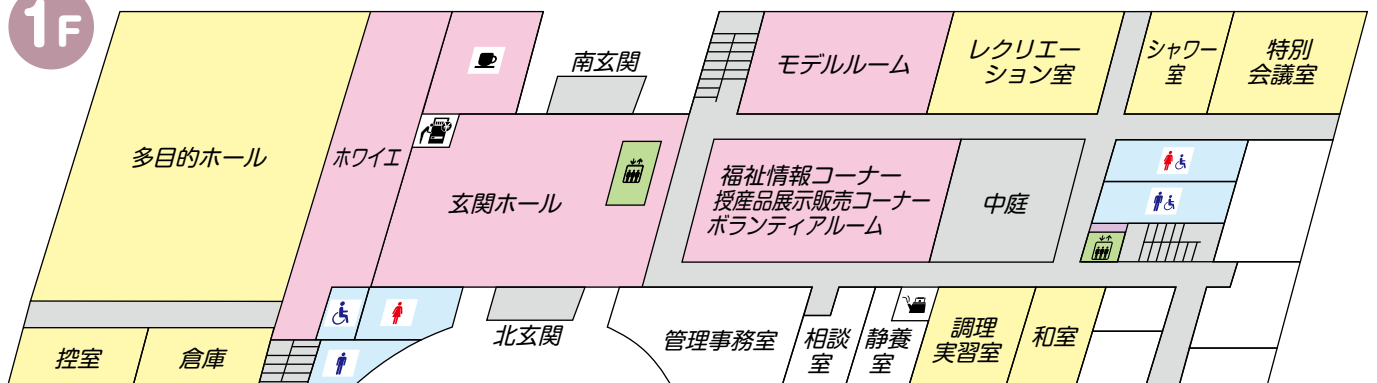 1F
南玄関
モデルルーム
レクリエー
ション室
シャワー
室
特別
会議室
多目的ホール
ホワイエ
玄関ホール
福祉情報コーナー
授産品展示販売コーナー
ボランティアルーム
中庭
控室
倉庫
北玄関
管理事務室
相談
室
静養
室
調理
実習室
和室